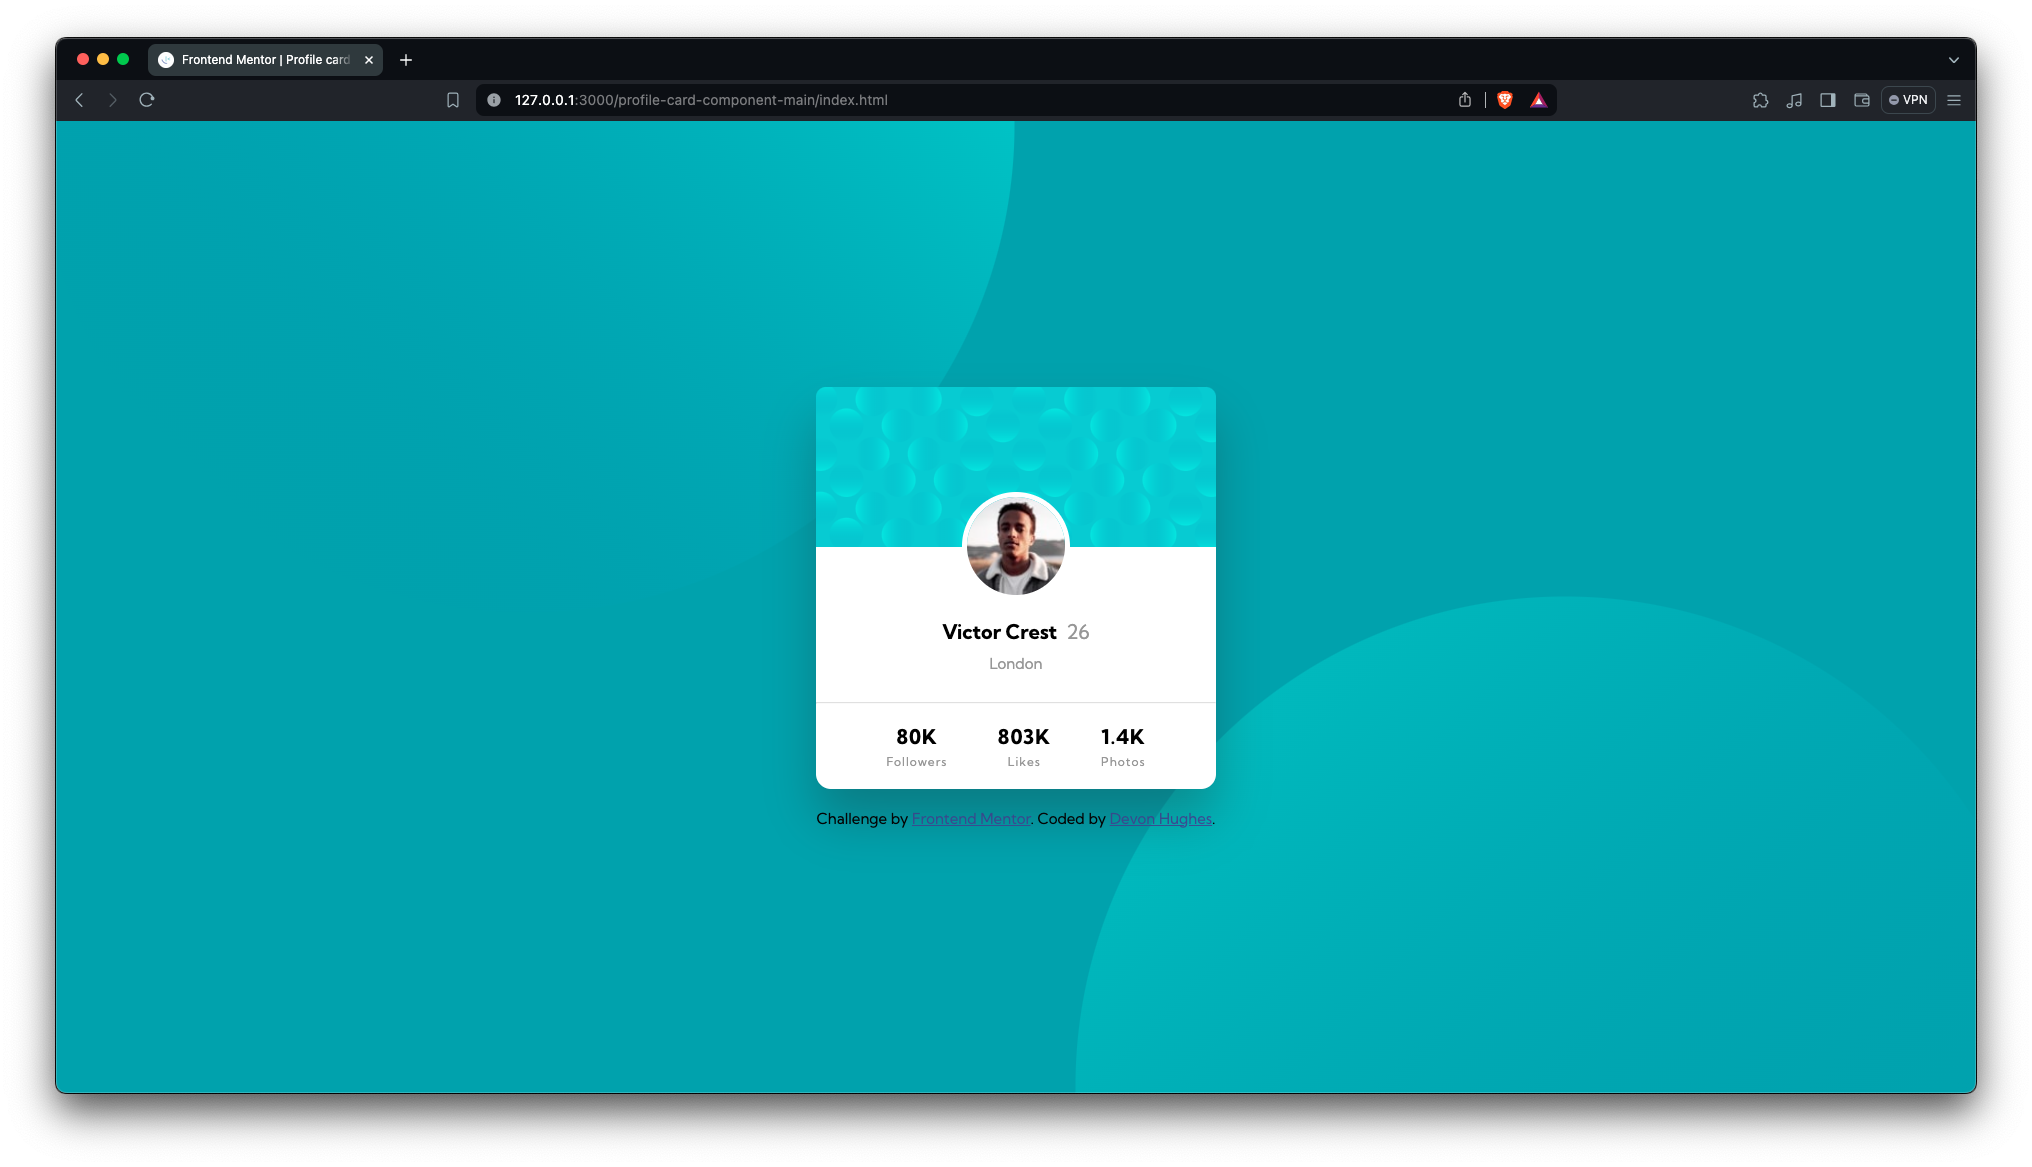 Frontend Mentor | Profile card
127.0.0.1:3000/profile-card-component-main/index.html
VPN
Victor Crest 26
London
80K 803K 1.4K
Followers Likes Photos
Challenge by Frontend Mentor. Coded by Devon Hughes.